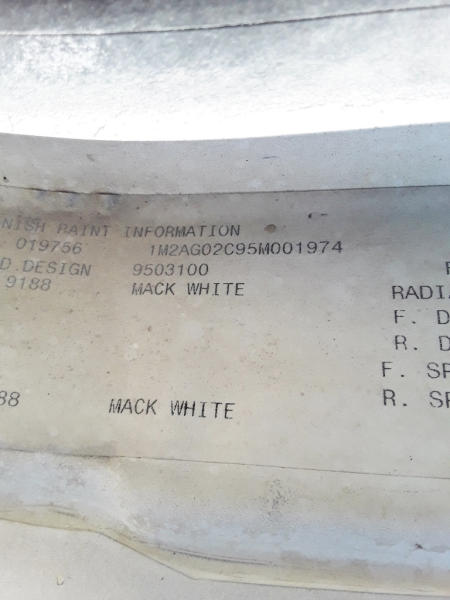 NISH PAINT INFORMATION
019756 1M2AG02C95M001974
D.DESIGN 9503100
9188 MACK WHITE
RADI
F. D
R. D
F. SP
R. SP
88 MACK WHITE